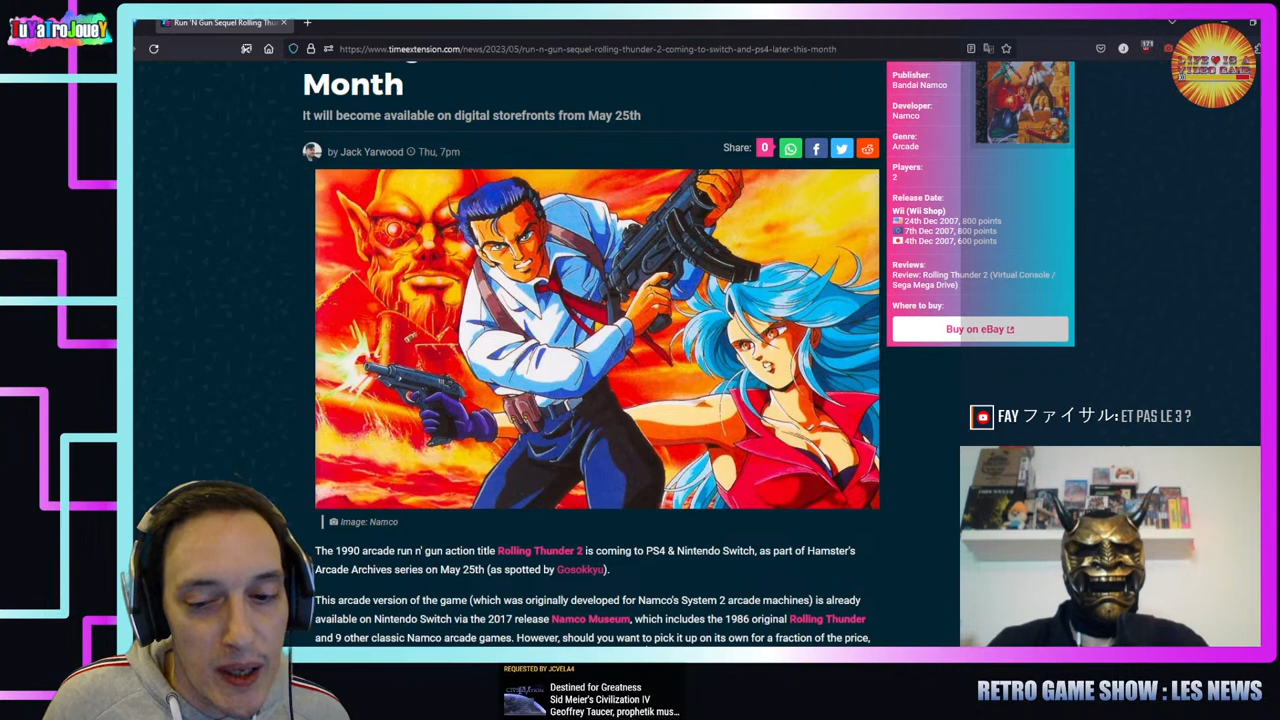 TuYaTroJoueY
Run 'N Gun Sequel Rolling Thu
https://www.timeextension.com/news/2023/05/run-n-gun-sequel-rolling-thunder-2-coming-to-switch-and-ps4-later-this-month
171
LIFE IS A
VIDEO GAME
Month
It will become available on digital storefronts from May 25th
by Jack Yarwood Thu, 7pm
Share: 0
Publisher:
Bandai Namco
Developer:
Namco
Genre:
Arcade
Players:
2
Release Date:
Wii (Wii Shop)
24th Dec 2007, 800 points
7th Dec 2007, 800 points
4th Dec 2007, 600 points
Reviews:
Review: Rolling Thunder 2 (Virtual Console /
Sega Mega Drive)
Where to buy:
Buy on eBay
FAY ファイサル: ET PAS LE 3 ?
Image: Namco
The 1990 arcade run n' gun action title Rolling Thunder 2 is coming to PS4 & Nintendo Switch, as part of Hamster's
Arcade Archives series on May 25th (as spotted by Gosokkyu).
This arcade version of the game (which was originally developed for Namco's System 2 arcade machines) is already
available on Nintendo Switch via the 2017 release Namco Museum, which includes the 1986 original Rolling Thunder
and 9 other classic Namco arcade games. However, should you want to pick it up on its own for a fraction of the price,
REQUESTED BY JCVELA4
Destined for Greatness
Sid Meier's Civilization IV
Geoffrey Taucer, prophetik mus...
RETRO GAME SHOW : LES NEWS